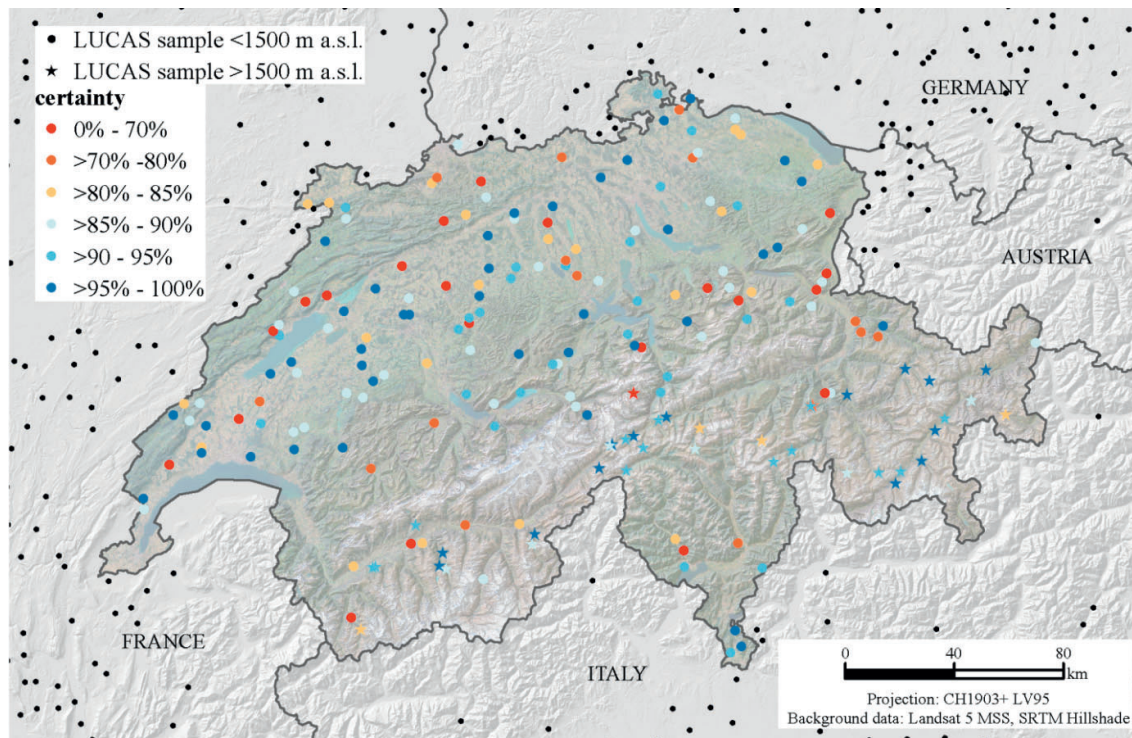 LUCAS sample <1500 m a.s.l.
LUCAS sample >1500 m a.s.l.
certainty
0% - 70%
>70% -80%
>80% - 85%
>85% - 90%
>90 - 95%
>95% - 100%
GERMANY
AUSTRIA
FRANCE
ITALY
0 40 80
km
Projection: CH1903+ LV95
Background data: Landsat 5 MSS, SRTM Hillshade